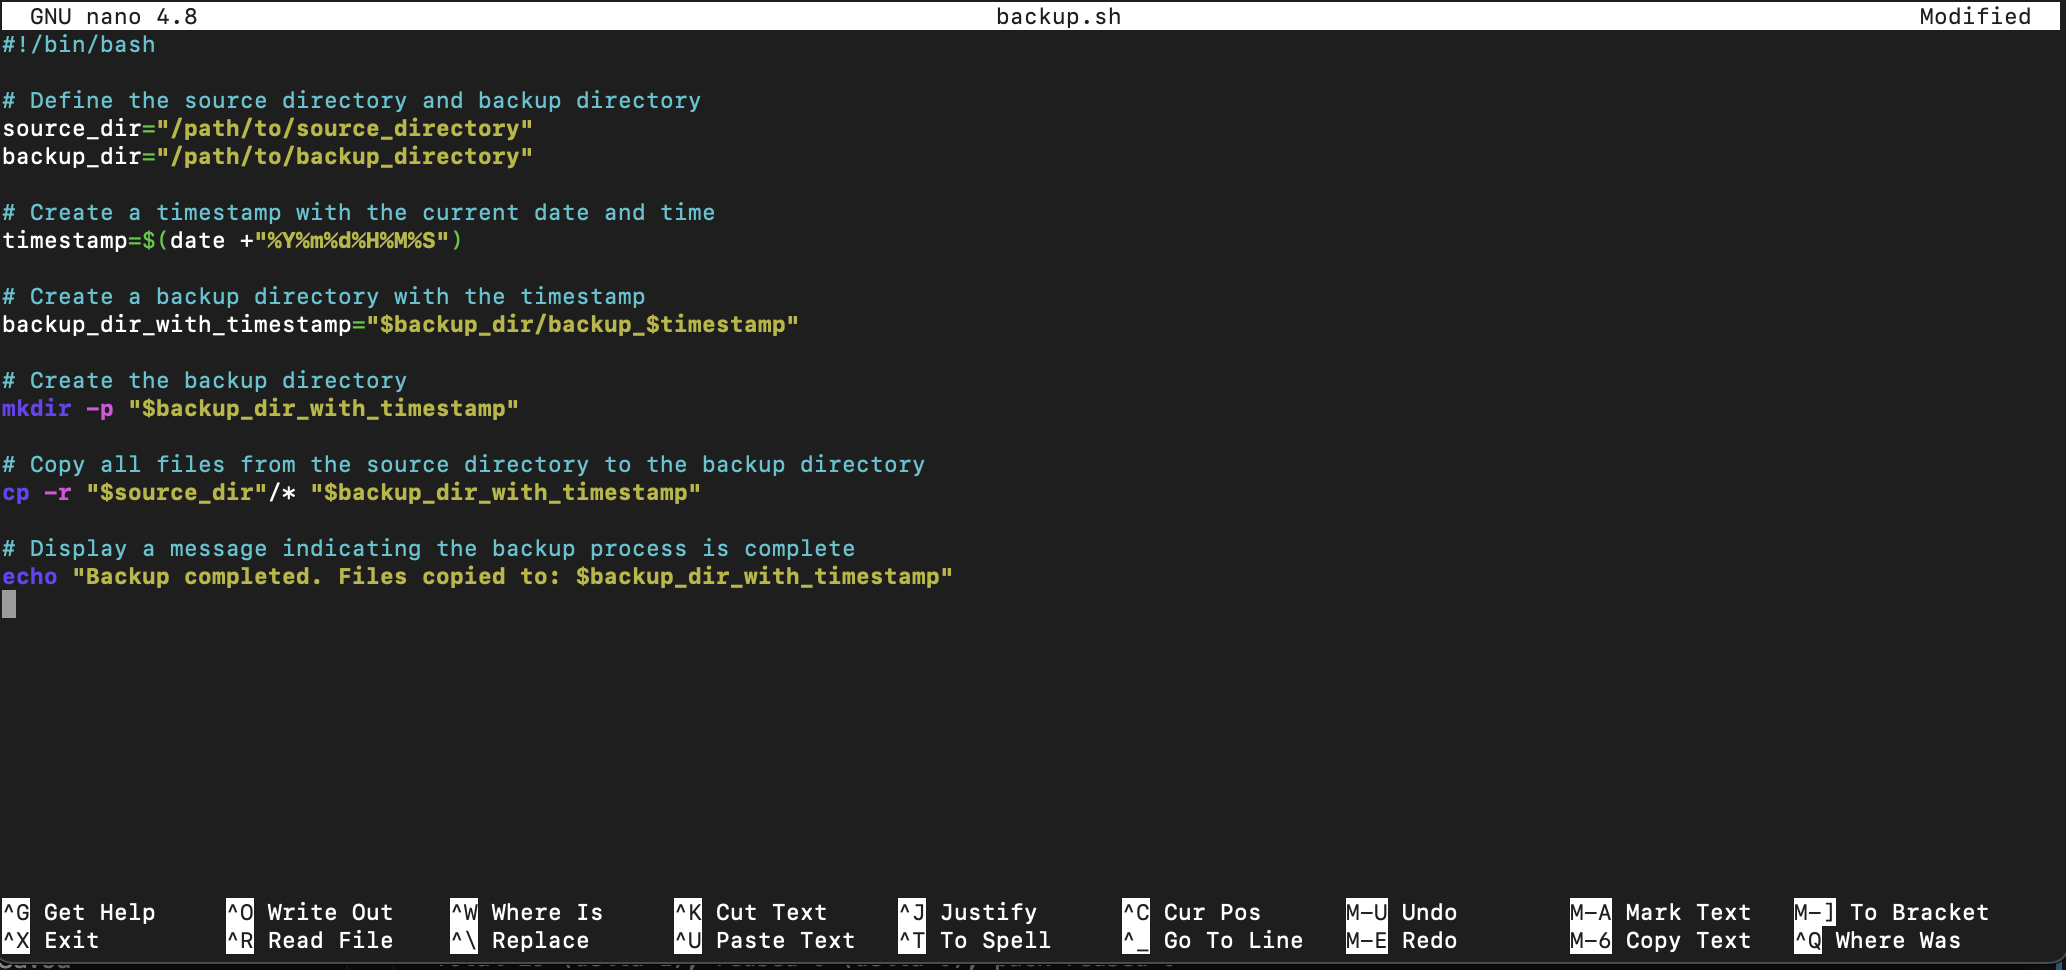 GNU nano 4.8 backup.sh Modified
#!/bin/bash
# Define the source directory and backup directory
source_dir="/path/to/source_directory"
backup_dir="/path/to/backup_directory"
# Create a timestamp with the current date and time
timestamp=$(date +"%Y%m%d%H%M%S")
# Create a backup directory with the timestamp
backup_dir_with_timestamp="$backup_dir/backup_$timestamp"
# Create the backup directory
mkdir -p "$backup_dir_with_timestamp"
# Copy all files from the source directory to the backup directory
cp -r "$source_dir"/* "$backup_dir_with_timestamp"
# Display a message indicating the backup process is complete
echo "Backup completed. Files copied to: $backup_dir_with_timestamp"
^G Get Help ^O Write Out ^W Where Is ^K Cut Text ^J Justify ^C Cur Pos M-U Undo M-A Mark Text M-] To Bracket
^X Exit ^R Read File ^\ Replace ^U Paste Text ^T To Spell ^_ Go To Line M-E Redo M-6 Copy Text ^Q Where Was